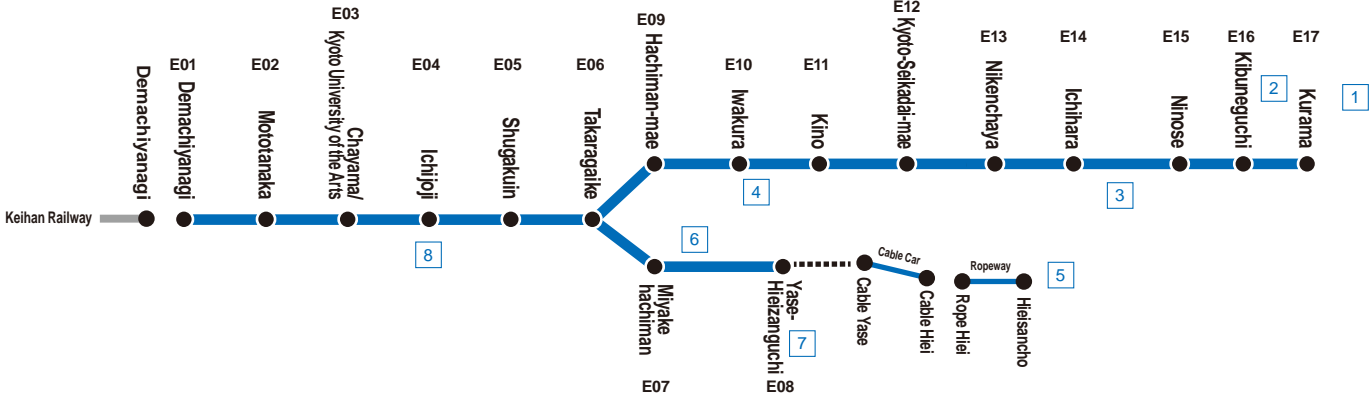 E01
E02
E03
E04
E05
E06
E09
E10
E11
E12
E13
E14
E15
E16
E17
Demachiyanagi
Demachiyanagi
Mototanaka
Chayama/
Kyoto University of the Arts
Ichijoji
Shugakuin
Takaragaike
Hachiman-mae
Iwakura
Kino
Kyoto-Seikadai-mae
Nikenchaya
Ichihara
Ninose
Kibuneguchi
Kurama
2
1
4
3
Keihan Railway
8
6
Cable Car
Ropeway
5
Miyake
hachiman
Yase-
Hieizanguchi
7
Cable Yase
Cable Hiei
Rope Hiei
Hieisancho
E07
E08